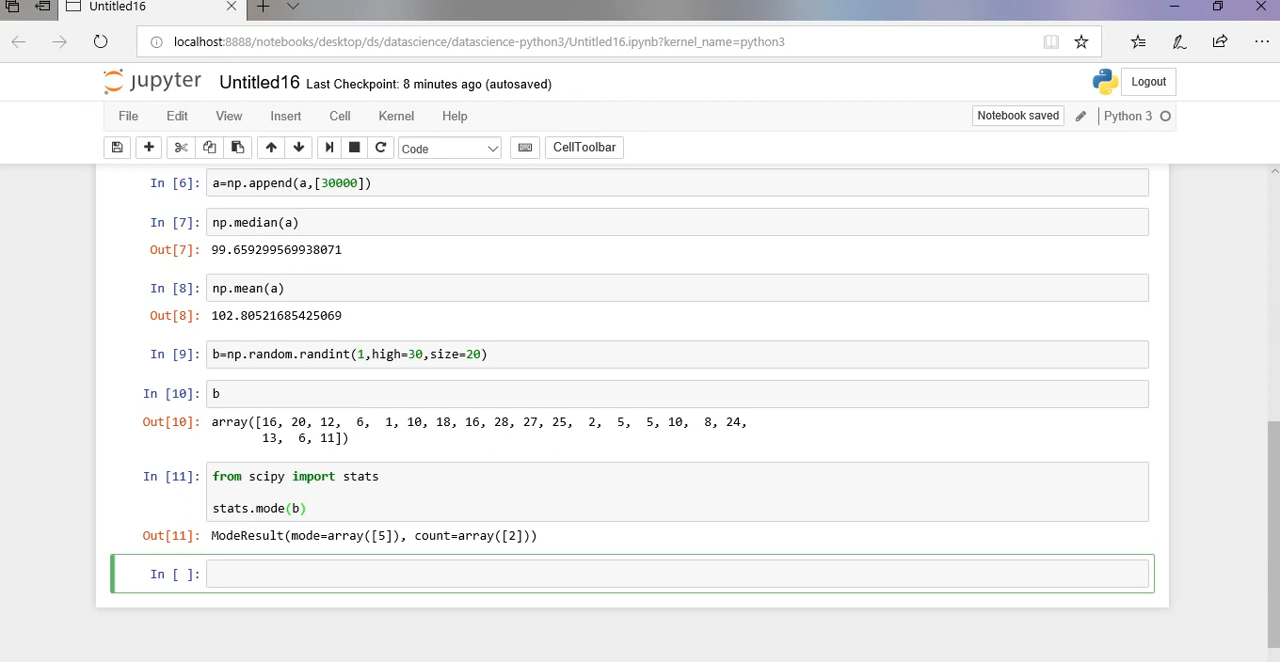 Untitled16
localhost:8888/notebooks/desktop/ds/datascience/datascience-python3/Untitled16.ipynb?kernel_name=python3
jupyter Untitled16 Last Checkpoint: 8 minutes ago (autosaved) Logout
File Edit View Insert Cell Kernel Help Notebook saved Python 3
Code CellToolbar
In [6]: a=np.append(a,[30000])
In [7]: np.median(a)
Out[7]: 99.659299569938071
In [8]: np.mean(a)
Out[8]: 102.80521685425069
In [9]: b=np.random.randint(1,high=30,size=20)
In [10]: b
Out[10]: array([16, 20, 12,  6,  1, 10, 18, 16, 28, 27, 25,  2,  5,  5, 10,  8, 24,
13,  6, 11])
In [11]: from scipy import stats
stats.mode(b)
Out[11]: ModeResult(mode=array([5]), count=array([2]))
In [ ]: